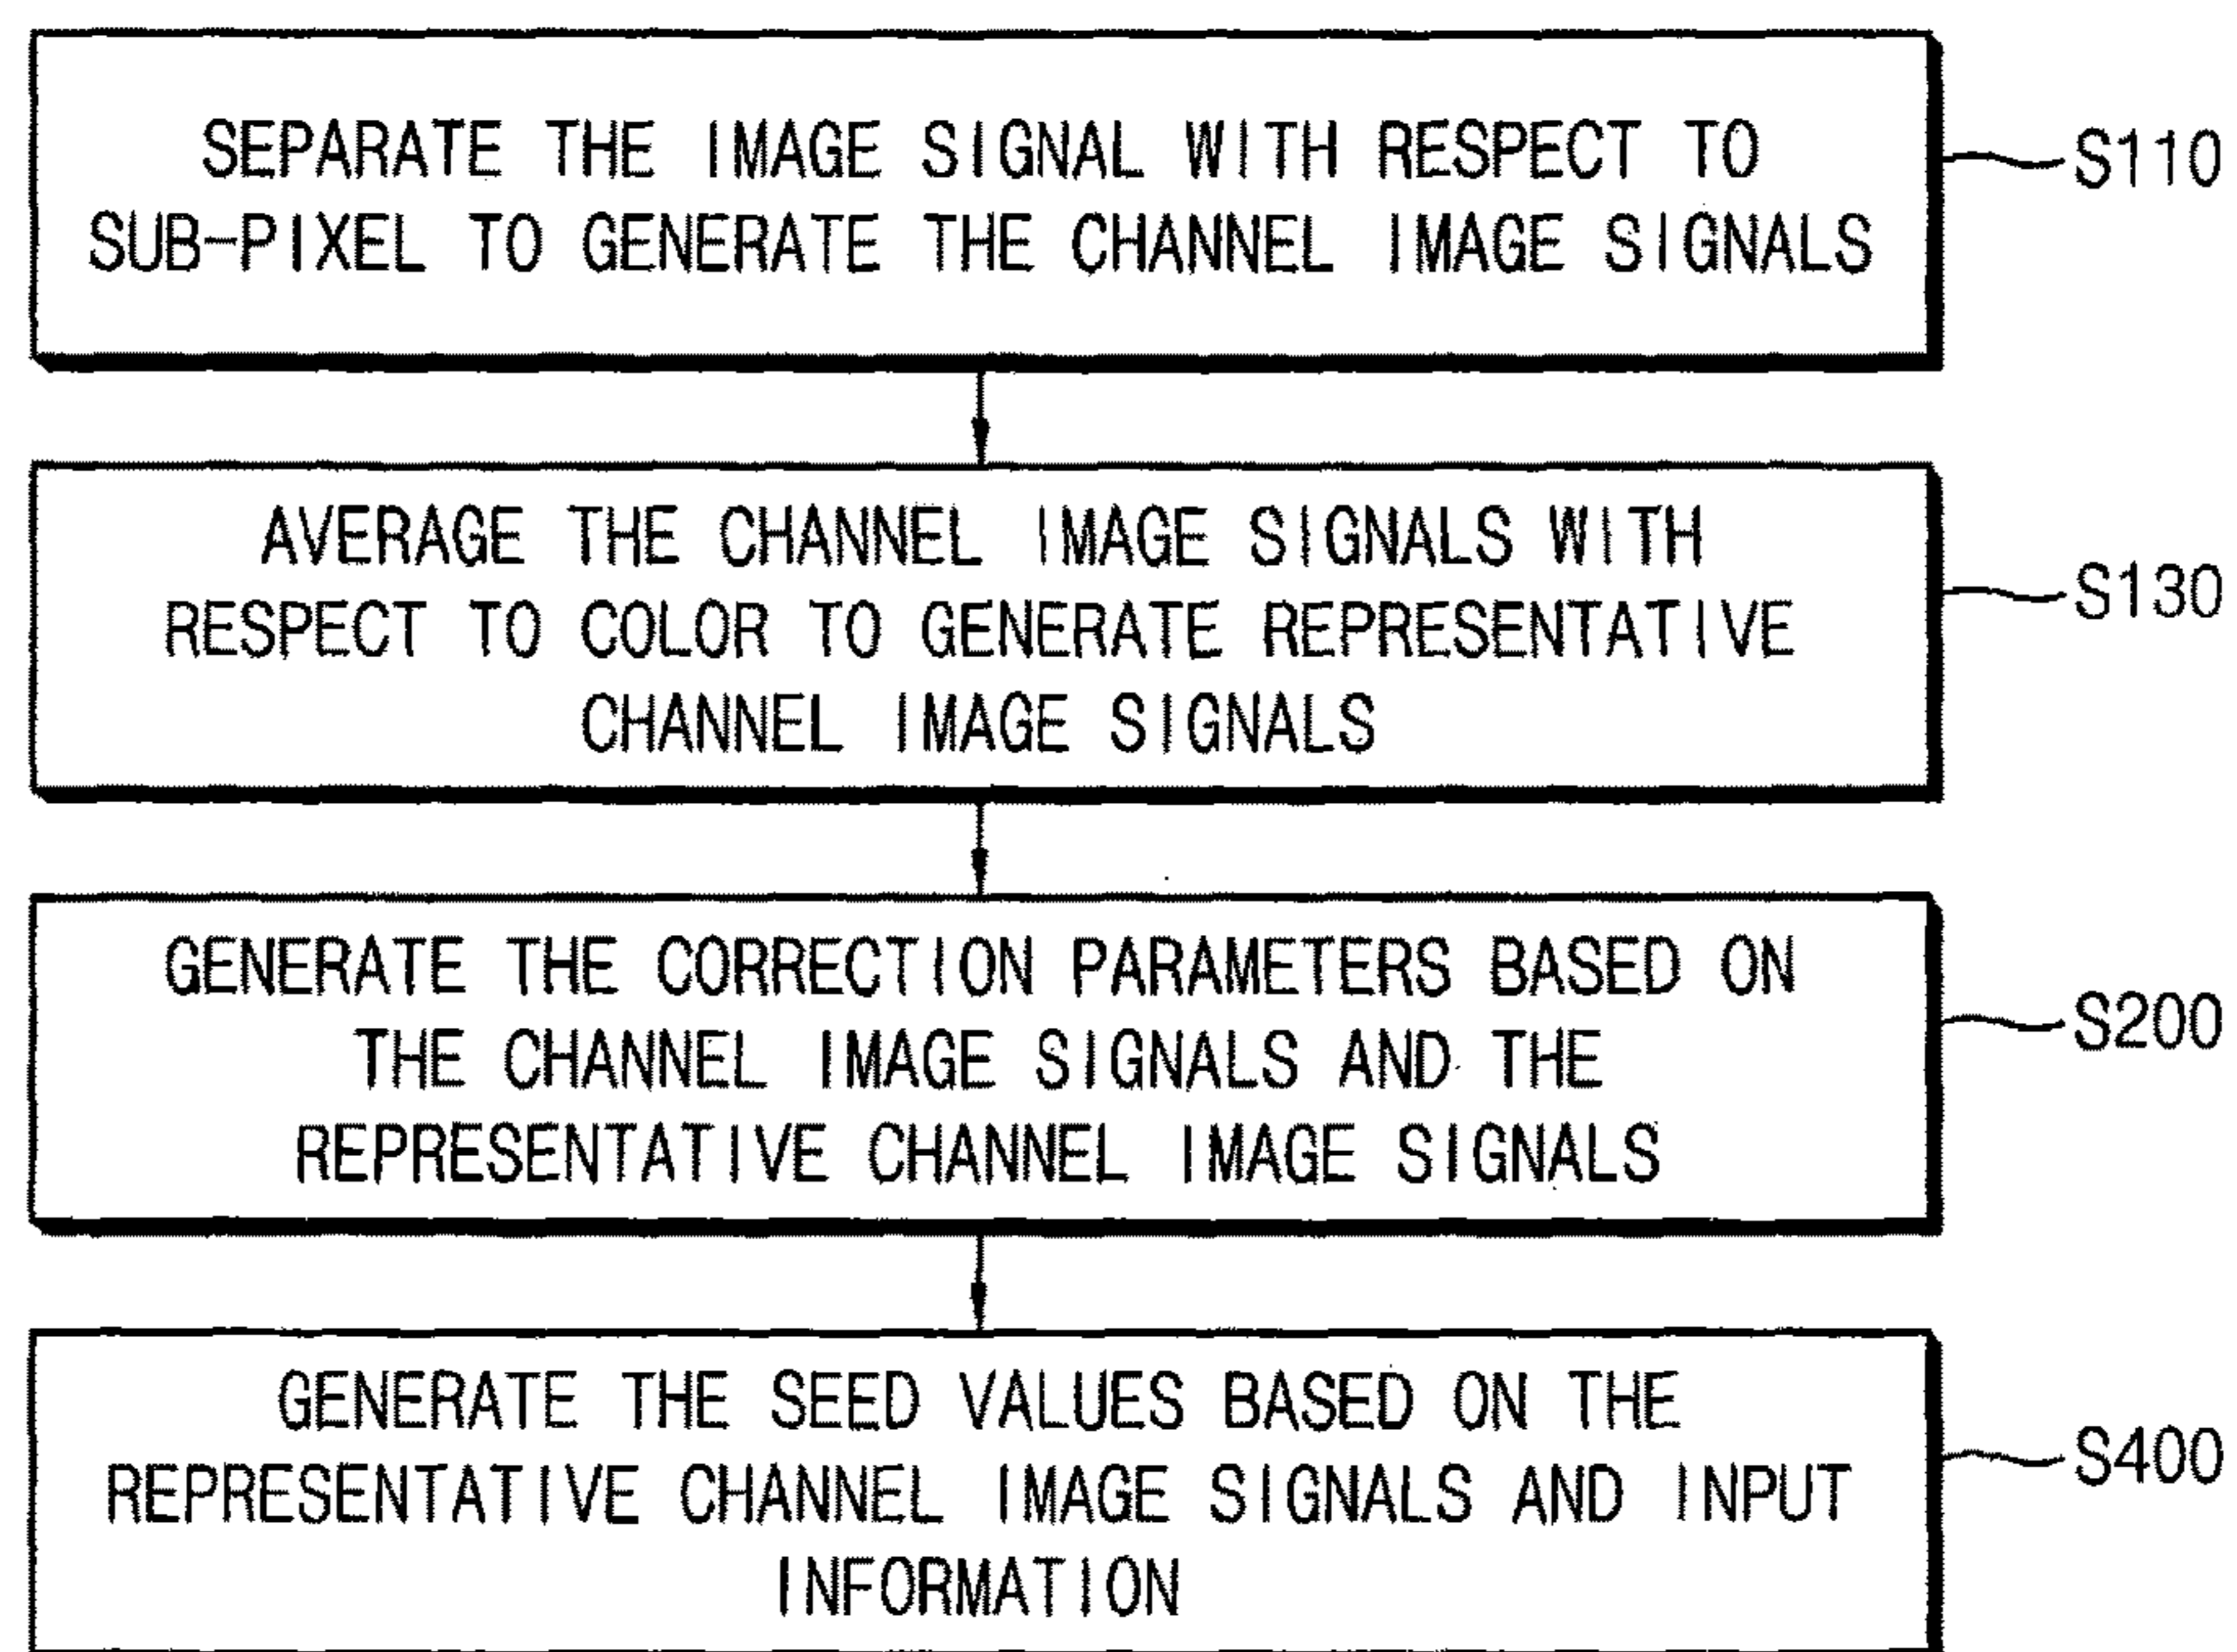 SEPARATE THE IMAGE SIGNAL WITH RESPECT TO
SUB-PIXEL TO GENERATE THE CHANNEL IMAGE SIGNALS
S110
AVERAGE THE CHANNEL IMAGE SIGNALS WITH
RESPECT TO COLOR TO GENERATE REPRESENTATIVE
CHANNEL IMAGE SIGNALS
S130
GENERATE THE CORRECTION PARAMETERS BASED ON
THE CHANNEL IMAGE SIGNALS AND THE
REPRESENTATIVE CHANNEL IMAGE SIGNALS
S200
GENERATE THE SEED VALUES BASED ON THE
REPRESENTATIVE CHANNEL IMAGE SIGNALS AND INPUT
INFORMATION
S400